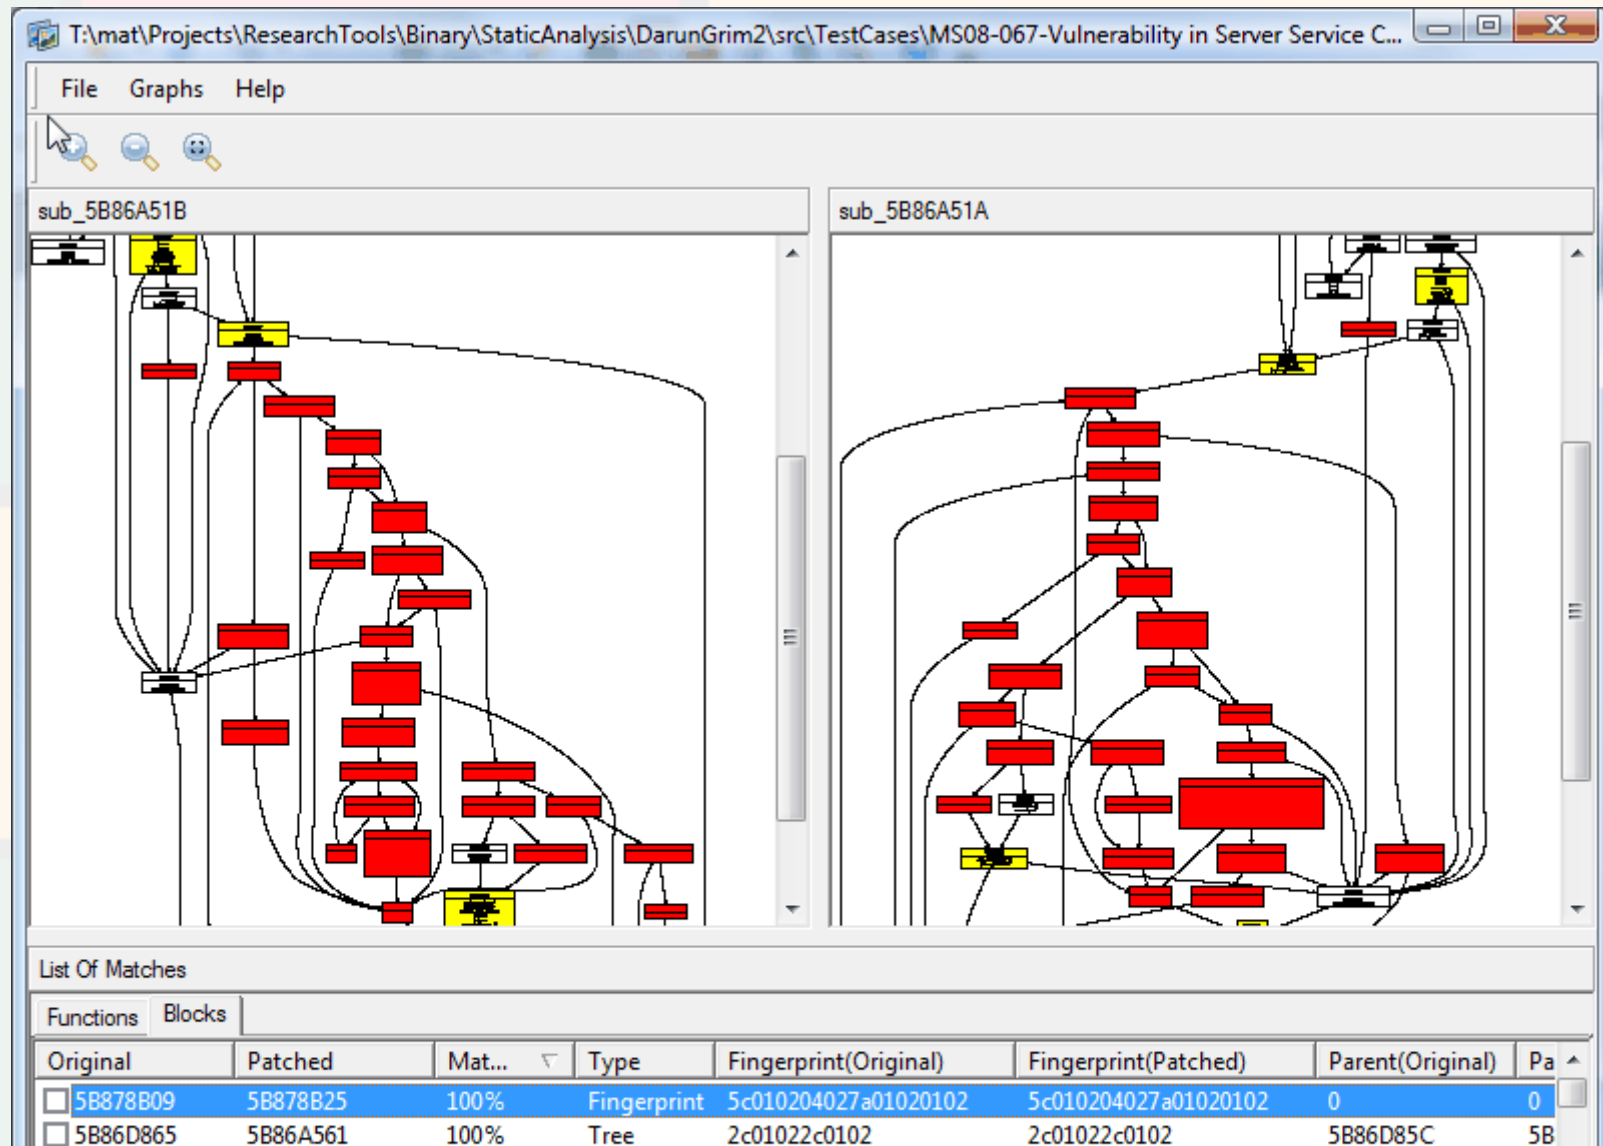 T:\mat\Projects\ResearchTools\Binary\StaticAnalysis\DarunGrim2\src\TestCases\MS08-067-Vulnerability in Server Service C...
File Graphs Help
sub_5B86A51B
sub_5B86A51A
List Of Matches
Functions Blocks
Original Patched Mat... Type Fingerprint(Original) Fingerprint(Patched) Parent(Original) Pa
5B878B09 5B878B25 100% Fingerprint 5c010204027a01020102 5c010204027a01020102 0 0
5B86D865 5B86A561 100% Tree 2c01022c0102 2c01022c0102 5B86D85C 5B